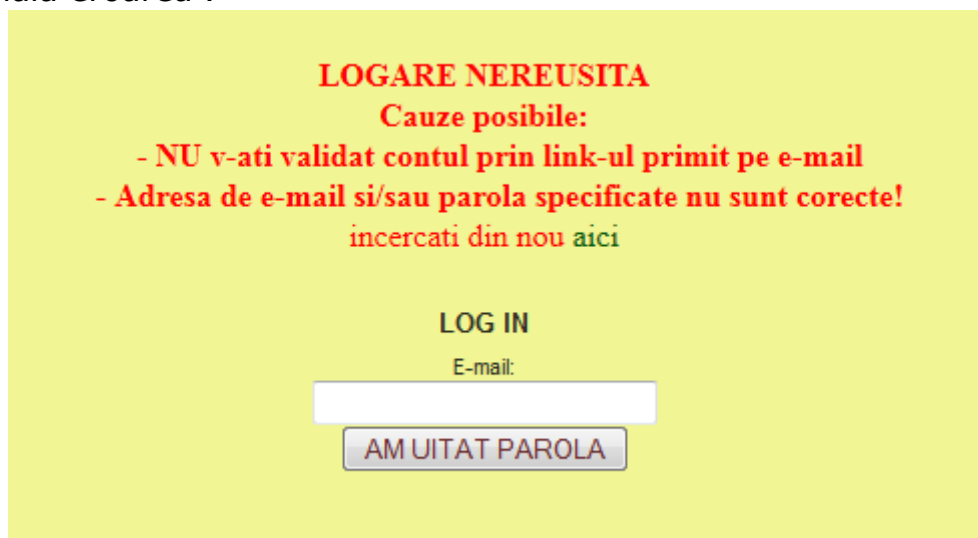 LOGARE NEREUSITA
Cauze posibile:
- NU v-ati validat contul prin link-ul primit pe e-mail
- Adresa de e-mail si/sau parola specificate nu sunt corecte!
incercati din nou aici
LOG IN
E-mail:
AM UITAT PAROLA